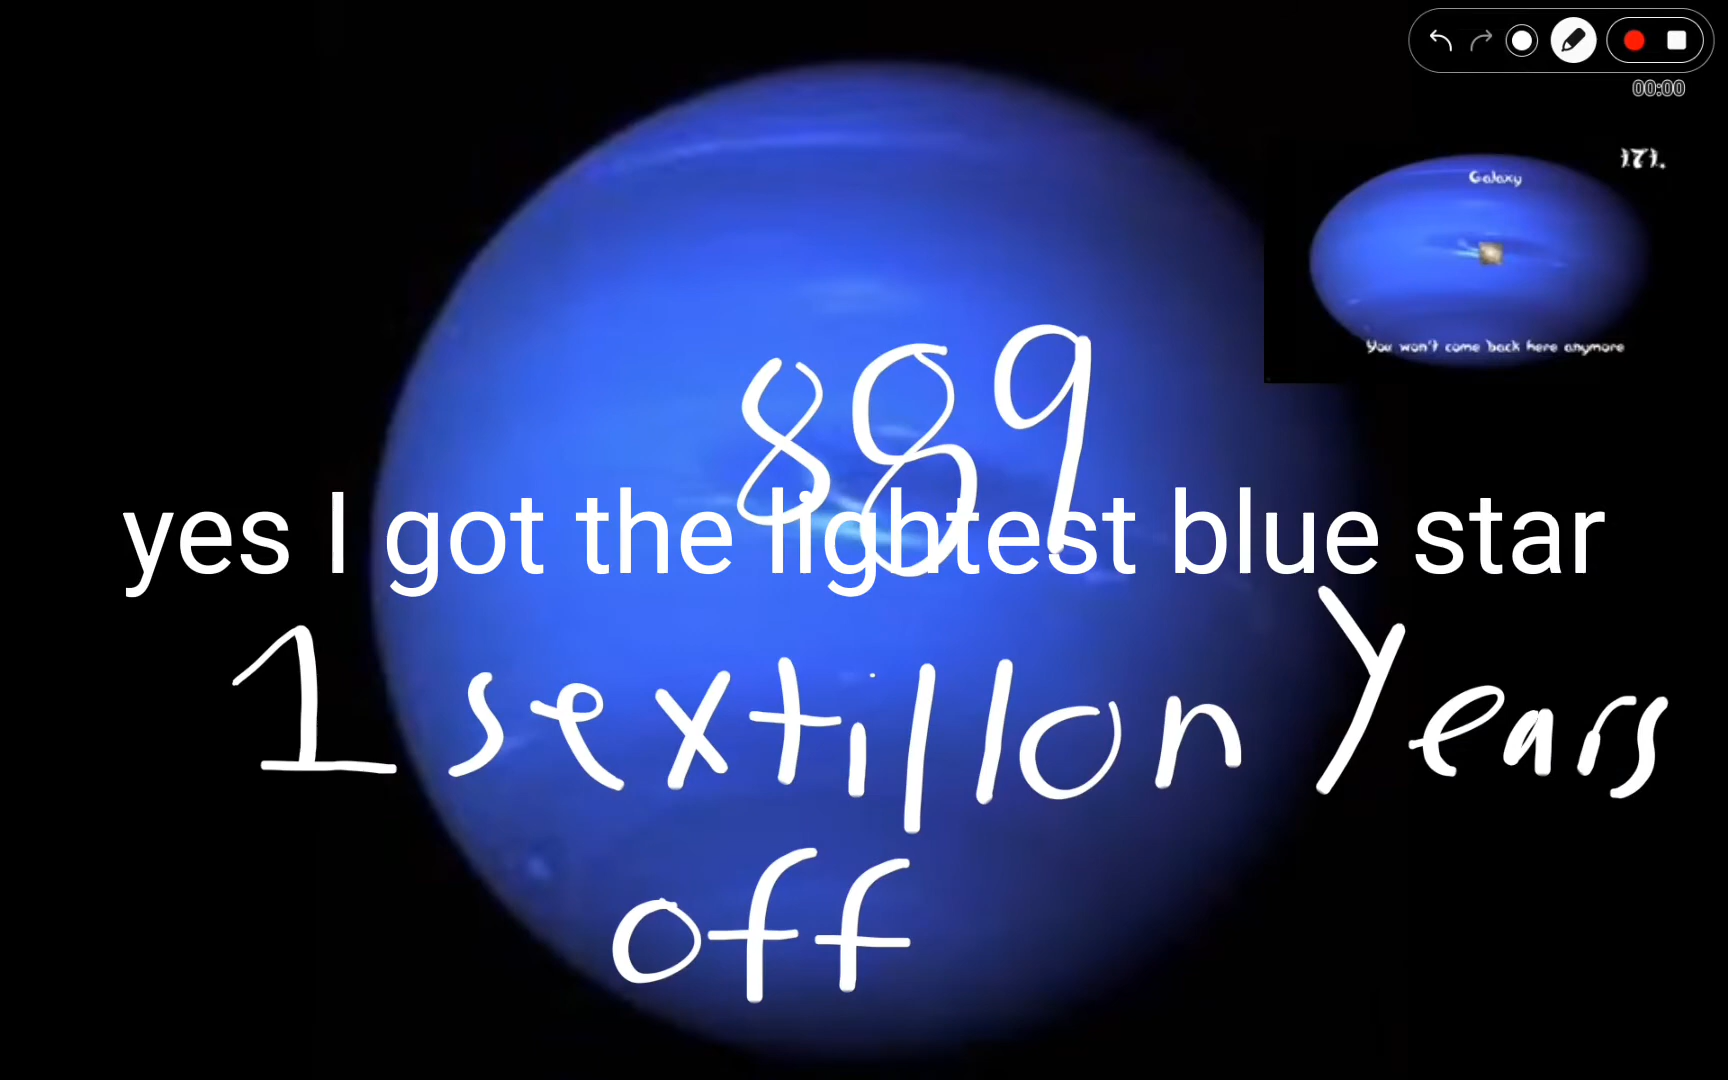 00:00
171.
Galaxy
You won't come back here anymore
889
yes I got the lightest blue star
1 sextillon Years
off